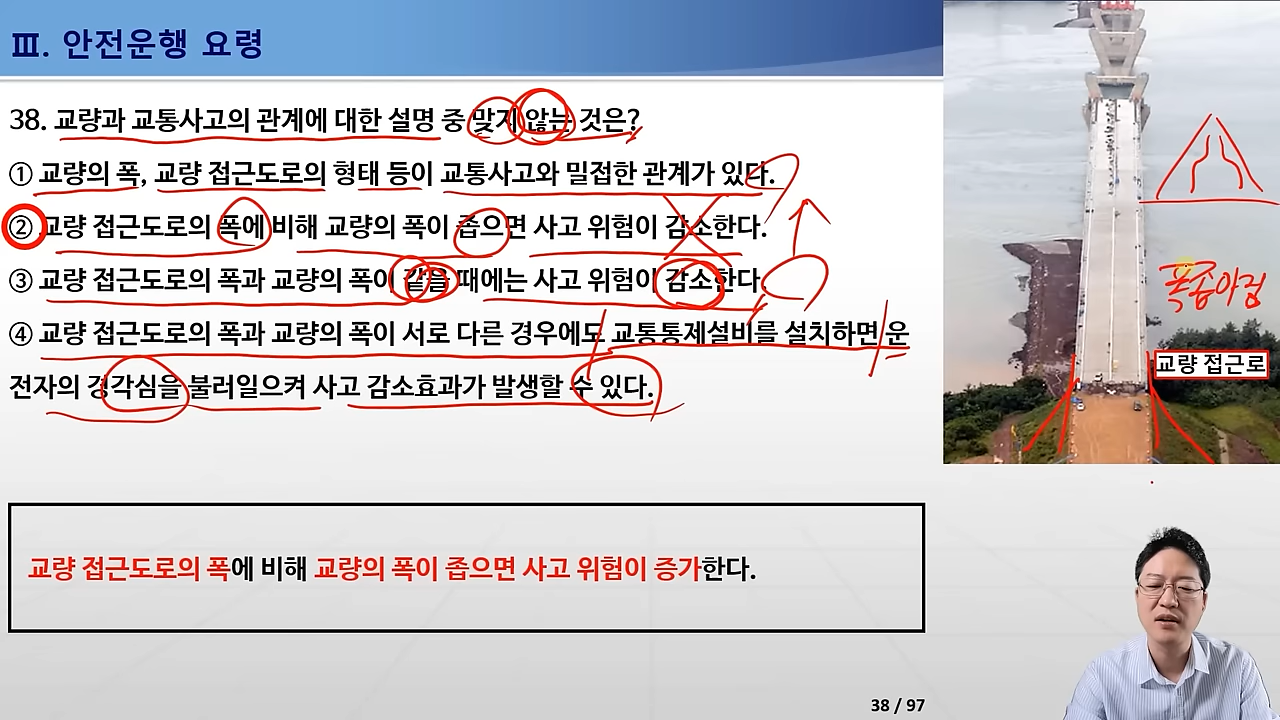 Ⅲ. 안전운행 요령
38. 교량과 교통사고의 관계에 대한 설명 중 맞지 않는 것은?
① 교량의 폭, 교량 접근도로의 형태 등이 교통사고와 밀접한 관계가 있다.
② 교량 접근도로의 폭에 비해 교량의 폭이 좁으면 사고 위험이 감소한다.
③ 교량 접근도로의 폭과 교량의 폭이 같을 때에는 사고 위험이 감소한다.
④ 교량 접근도로의 폭과 교량의 폭이 서로 다른 경우에도 교통통제설비를 설치하면 운
전자의 경각심을 불러일으켜 사고 감소효과가 발생할 수 있다.
폭좁아짐
교량 접근로
교량 접근도로의 폭에 비해 교량의 폭이 좁으면 사고 위험이 증가한다.
38 / 97